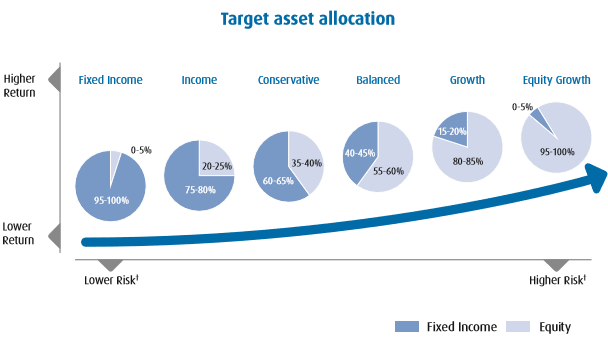 Target asset allocation
Higher
Return
Fixed Income
Income
Conservative
Balanced
Growth
Equity Growth
0-5%
95-100%
20-25%
75-80%
35-40%
60-65%
40-45%
55-60%
15-20%
80-85%
0-5%
95-100%
Lower
Return
Lower Risk†
Higher Risk†
Fixed Income
Equity